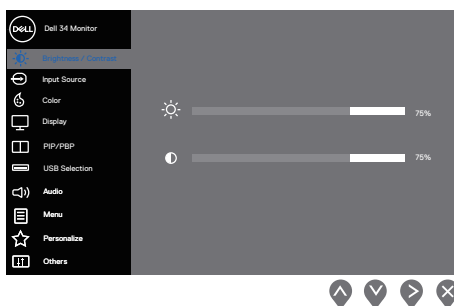 DELL
Dell 34 Monitor
Brightness / Contrast
Input Source
Color
75%
Display
PIP/PBP
75%
USB Selection
Audio
Menu
Personalize
Others